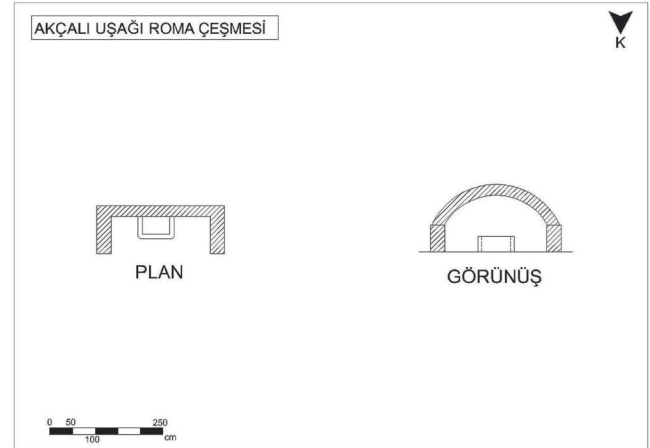 AKÇALI UŞAĞI ROMA ÇEŞMESİ
K
PLAN
GÖRÜNÜŞ
0 50 250
100 cm